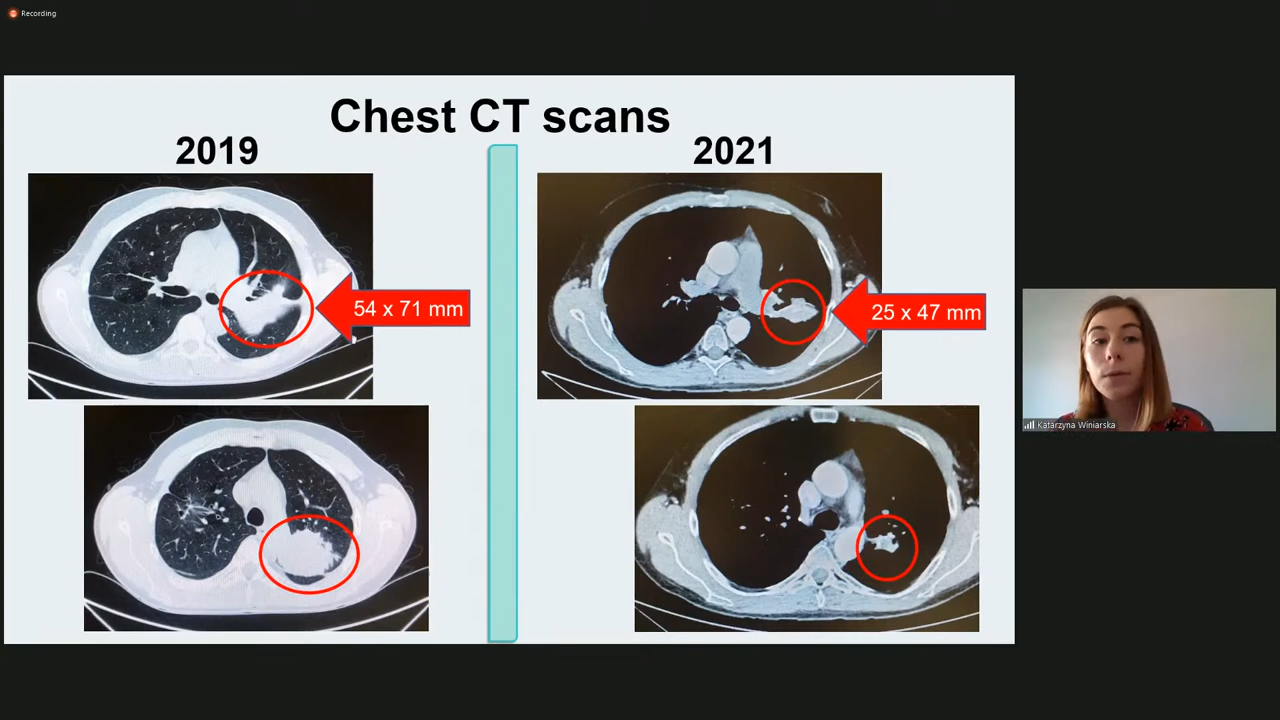 Recording
Chest CT scans
2019
2021
54 x 71 mm
25 x 47 mm
Katarzyna Winiarska